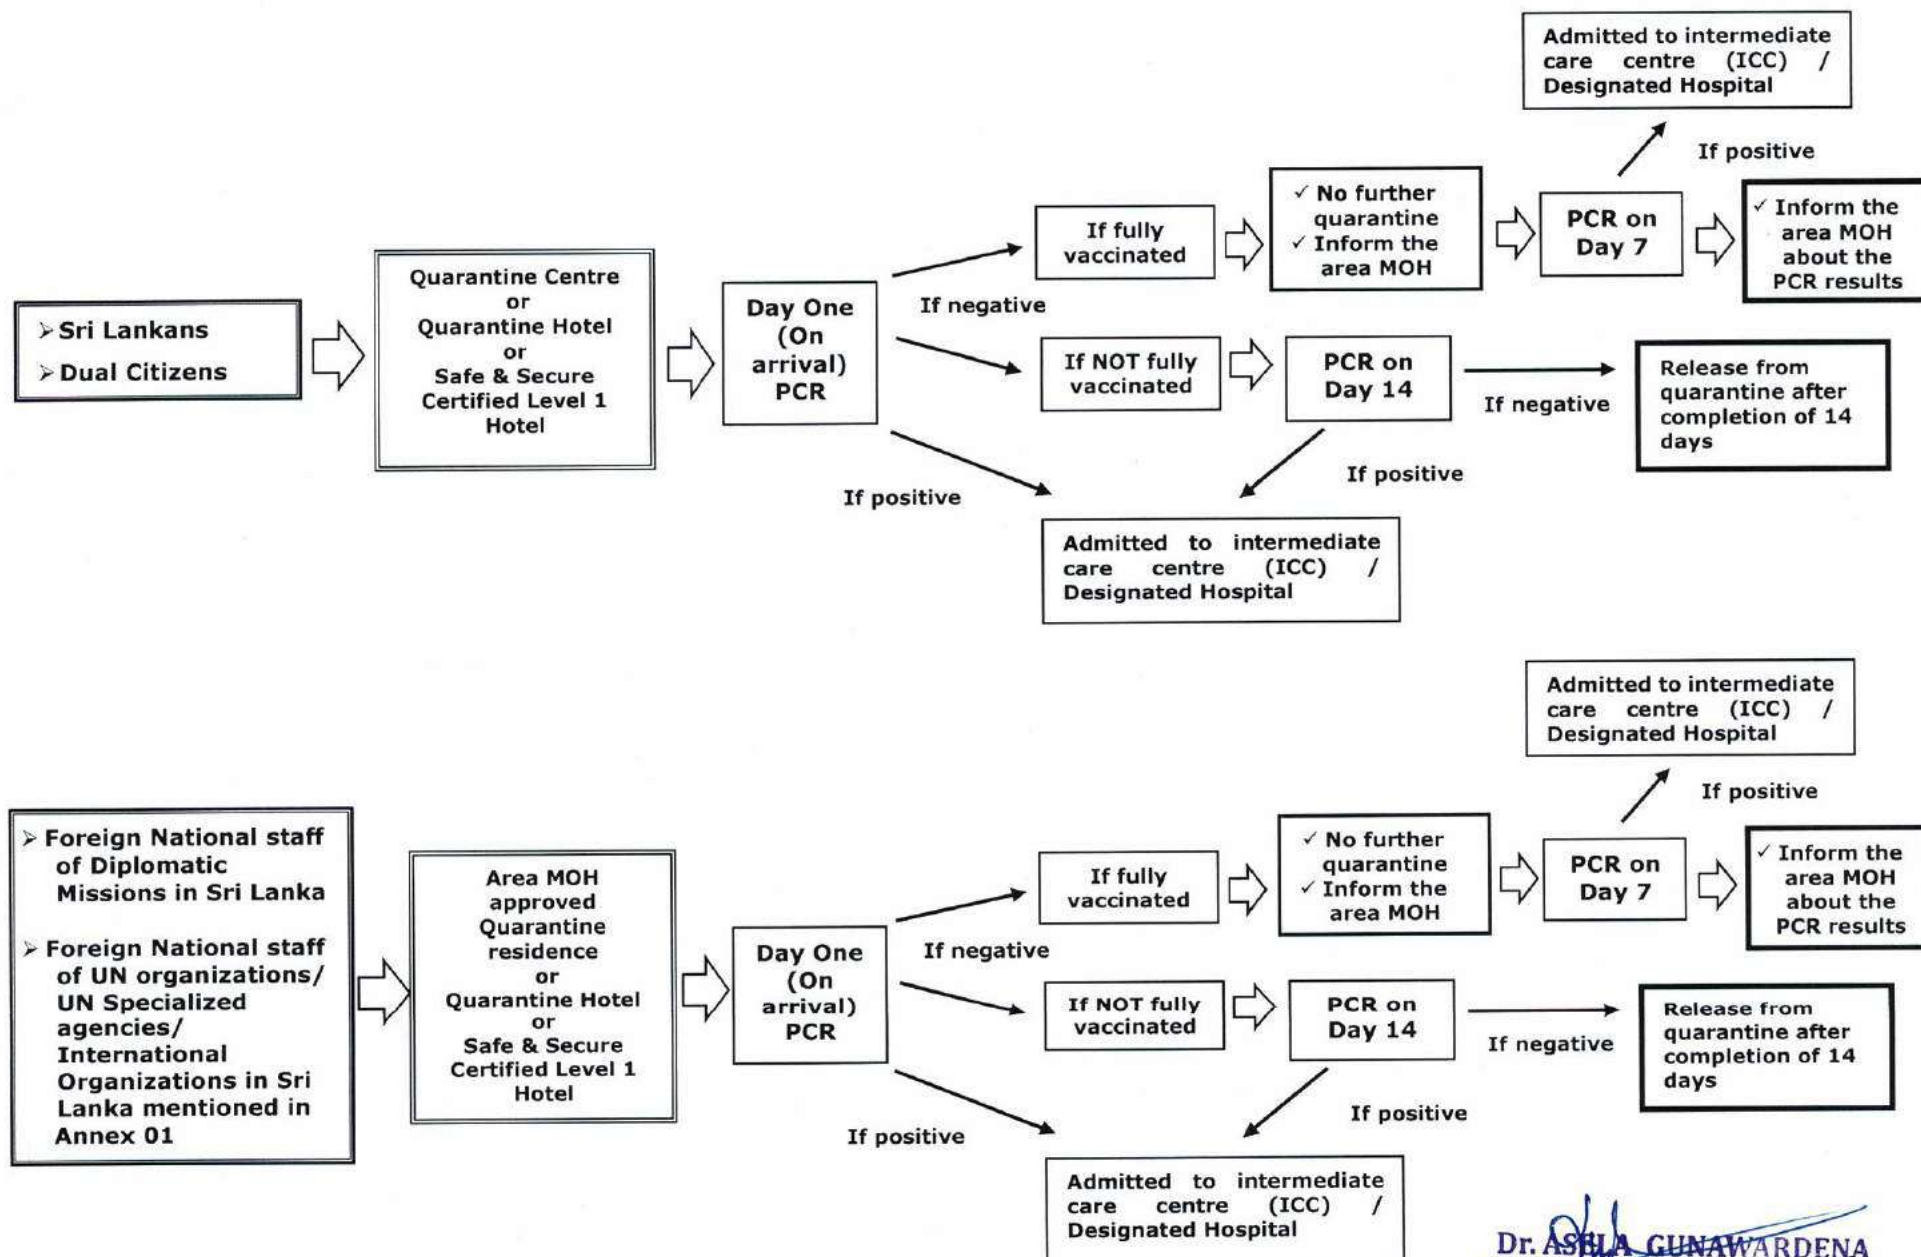 Admitted to intermediate
care centre (ICC) /
Designated Hospital
If positive
➢ Sri Lankans
➢ Dual Citizens
Quarantine Centre
or
Quarantine Hotel
or
Safe & Secure
Certified Level 1
Hotel
Day One
(On
arrival)
PCR
If negative
If fully
vaccinated
✓ No further
quarantine
✓ Inform the
area MOH
PCR on
Day 7
✓ Inform the
area MOH
about the
PCR results
If NOT fully
vaccinated
PCR on
Day 14
If negative
Release from
quarantine after
completion of 14
days
If positive
If positive
Admitted to intermediate
care centre (ICC) /
Designated Hospital
Admitted to intermediate
care centre (ICC) /
Designated Hospital
If positive
➢ Foreign National staff
of Diplomatic
Missions in Sri Lanka
➢ Foreign National staff
of UN organizations/
UN Specialized
agencies/
International
Organizations in Sri
Lanka mentioned in
Annex 01
Area MOH
approved
Quarantine
residence
or
Quarantine Hotel
or
Safe & Secure
Certified Level 1
Hotel
Day One
(On
arrival)
PCR
If negative
If fully
vaccinated
✓ No further
quarantine
✓ Inform the
area MOH
PCR on
Day 7
✓ Inform the
area MOH
about the
PCR results
If NOT fully
vaccinated
PCR on
Day 14
If negative
Release from
quarantine after
completion of 14
days
If positive
If positive
Admitted to intermediate
care centre (ICC) /
Designated Hospital
Dr. ASELA GUNAWARDENA